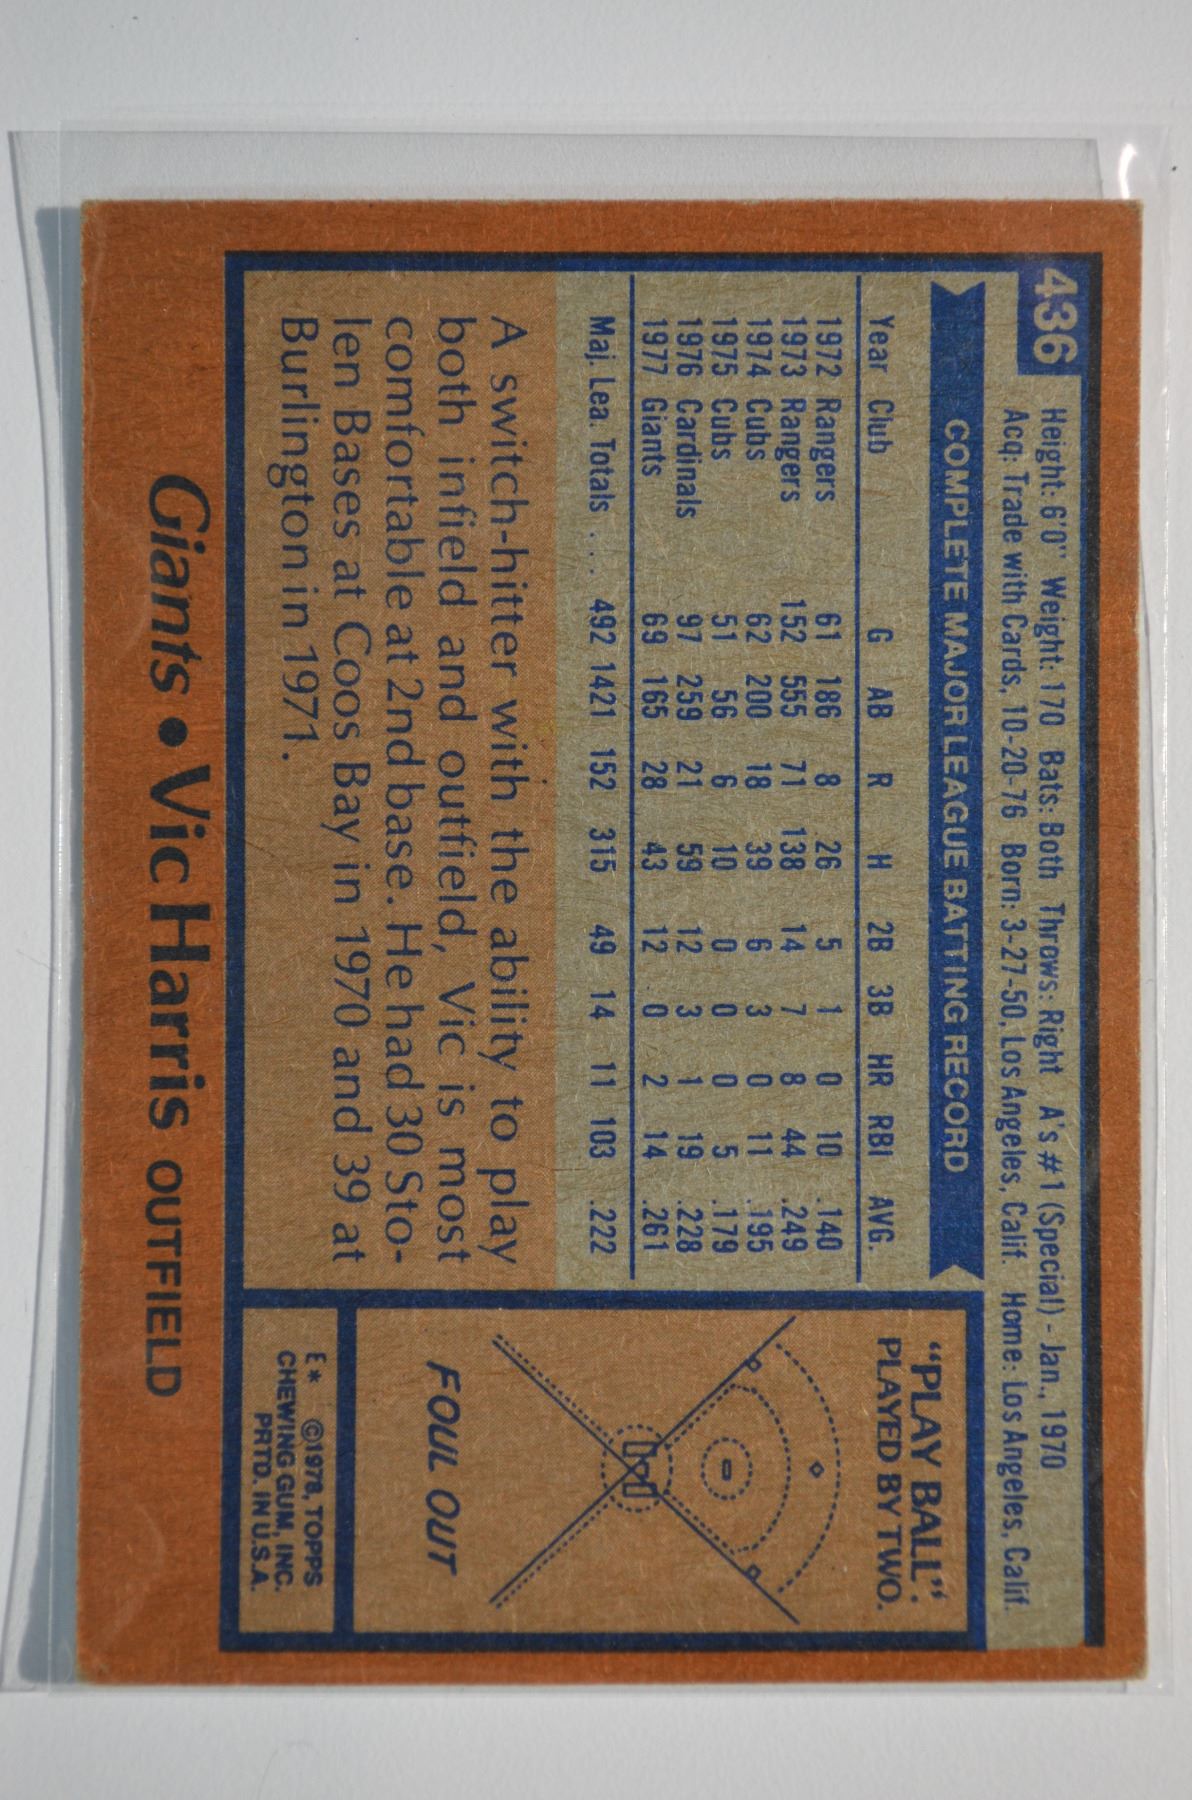 436
Height: 6'0" Weight: 170 Bats: Both Throws: Right A's #1 (Special) - Jan., 1970
Acq: Trade with Cards, 10-20-76 Born: 3-27-50, Los Angeles, Calif. Home: Los Angeles, Calif.
COMPLETE MAJOR LEAGUE BATTING RECORD
Year Club G AB R H 2B 3B HR RBI AVG.
1972 Rangers 61 186 8 26 5 1 0 10 .140
1973 Rangers 152 555 71 138 14 7 8 44 .249
1974 Cubs 62 200 18 39 6 3 0 11 .195
1975 Cubs 51 56 6 10 0 0 0 5 .179
1976 Cardinals 97 259 21 59 12 3 1 19 .228
1977 Giants 69 165 28 43 12 0 2 14 .261
Maj. Lea. Totals . . . 492 1421 152 315 49 14 11 103 .222
A switch-hitter with the ability to play
both infield and outfield, Vic is most
comfortable at 2nd base. He had 30 Sto-
len Bases at Coos Bay in 1970 and 39 at
Burlington in 1971.
"PLAY BALL":
PLAYED BY TWO.
FOUL OUT
E* ©1978, TOPPS
CHEWING GUM, INC.
PRTD. IN U.S.A.
Giants • Vic Harris OUTFIELD